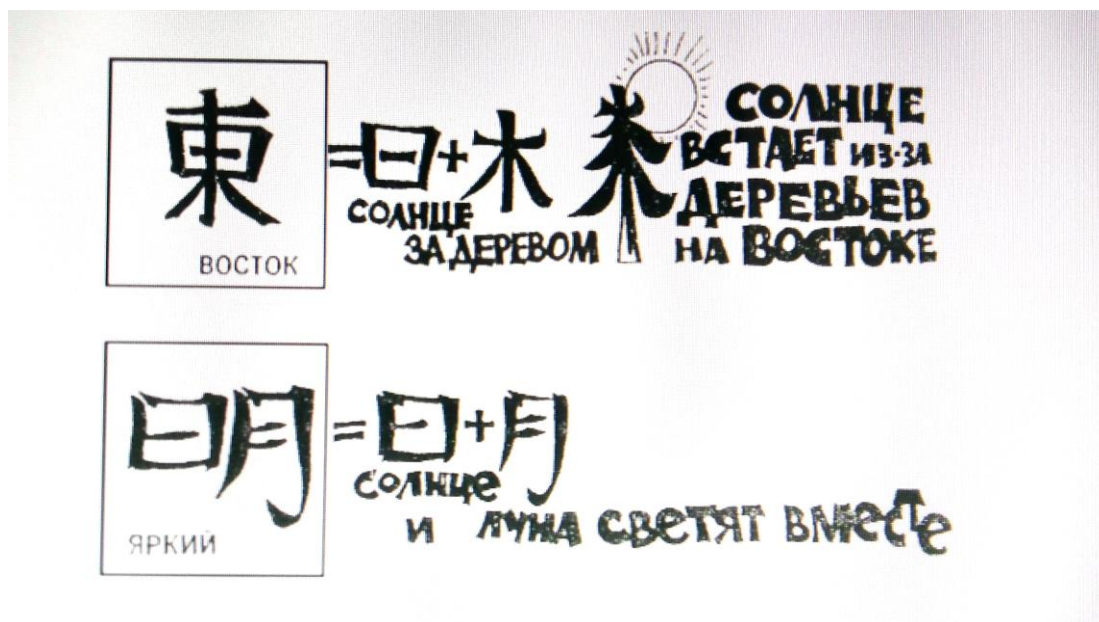 東
ВОСТОК
=日+木
СОЛНЦЕ
ЗА ДЕРЕВОМ
СОЛНЦЕ
ВСТАЕТ ИЗ-ЗА
ДЕРЕВЬЕВ
НА ВОСТОКЕ
明
ЯРКИЙ
=日+月
СОЛНЦЕ
И ЛУНА СВЕТЯТ ВМЕСТЕ